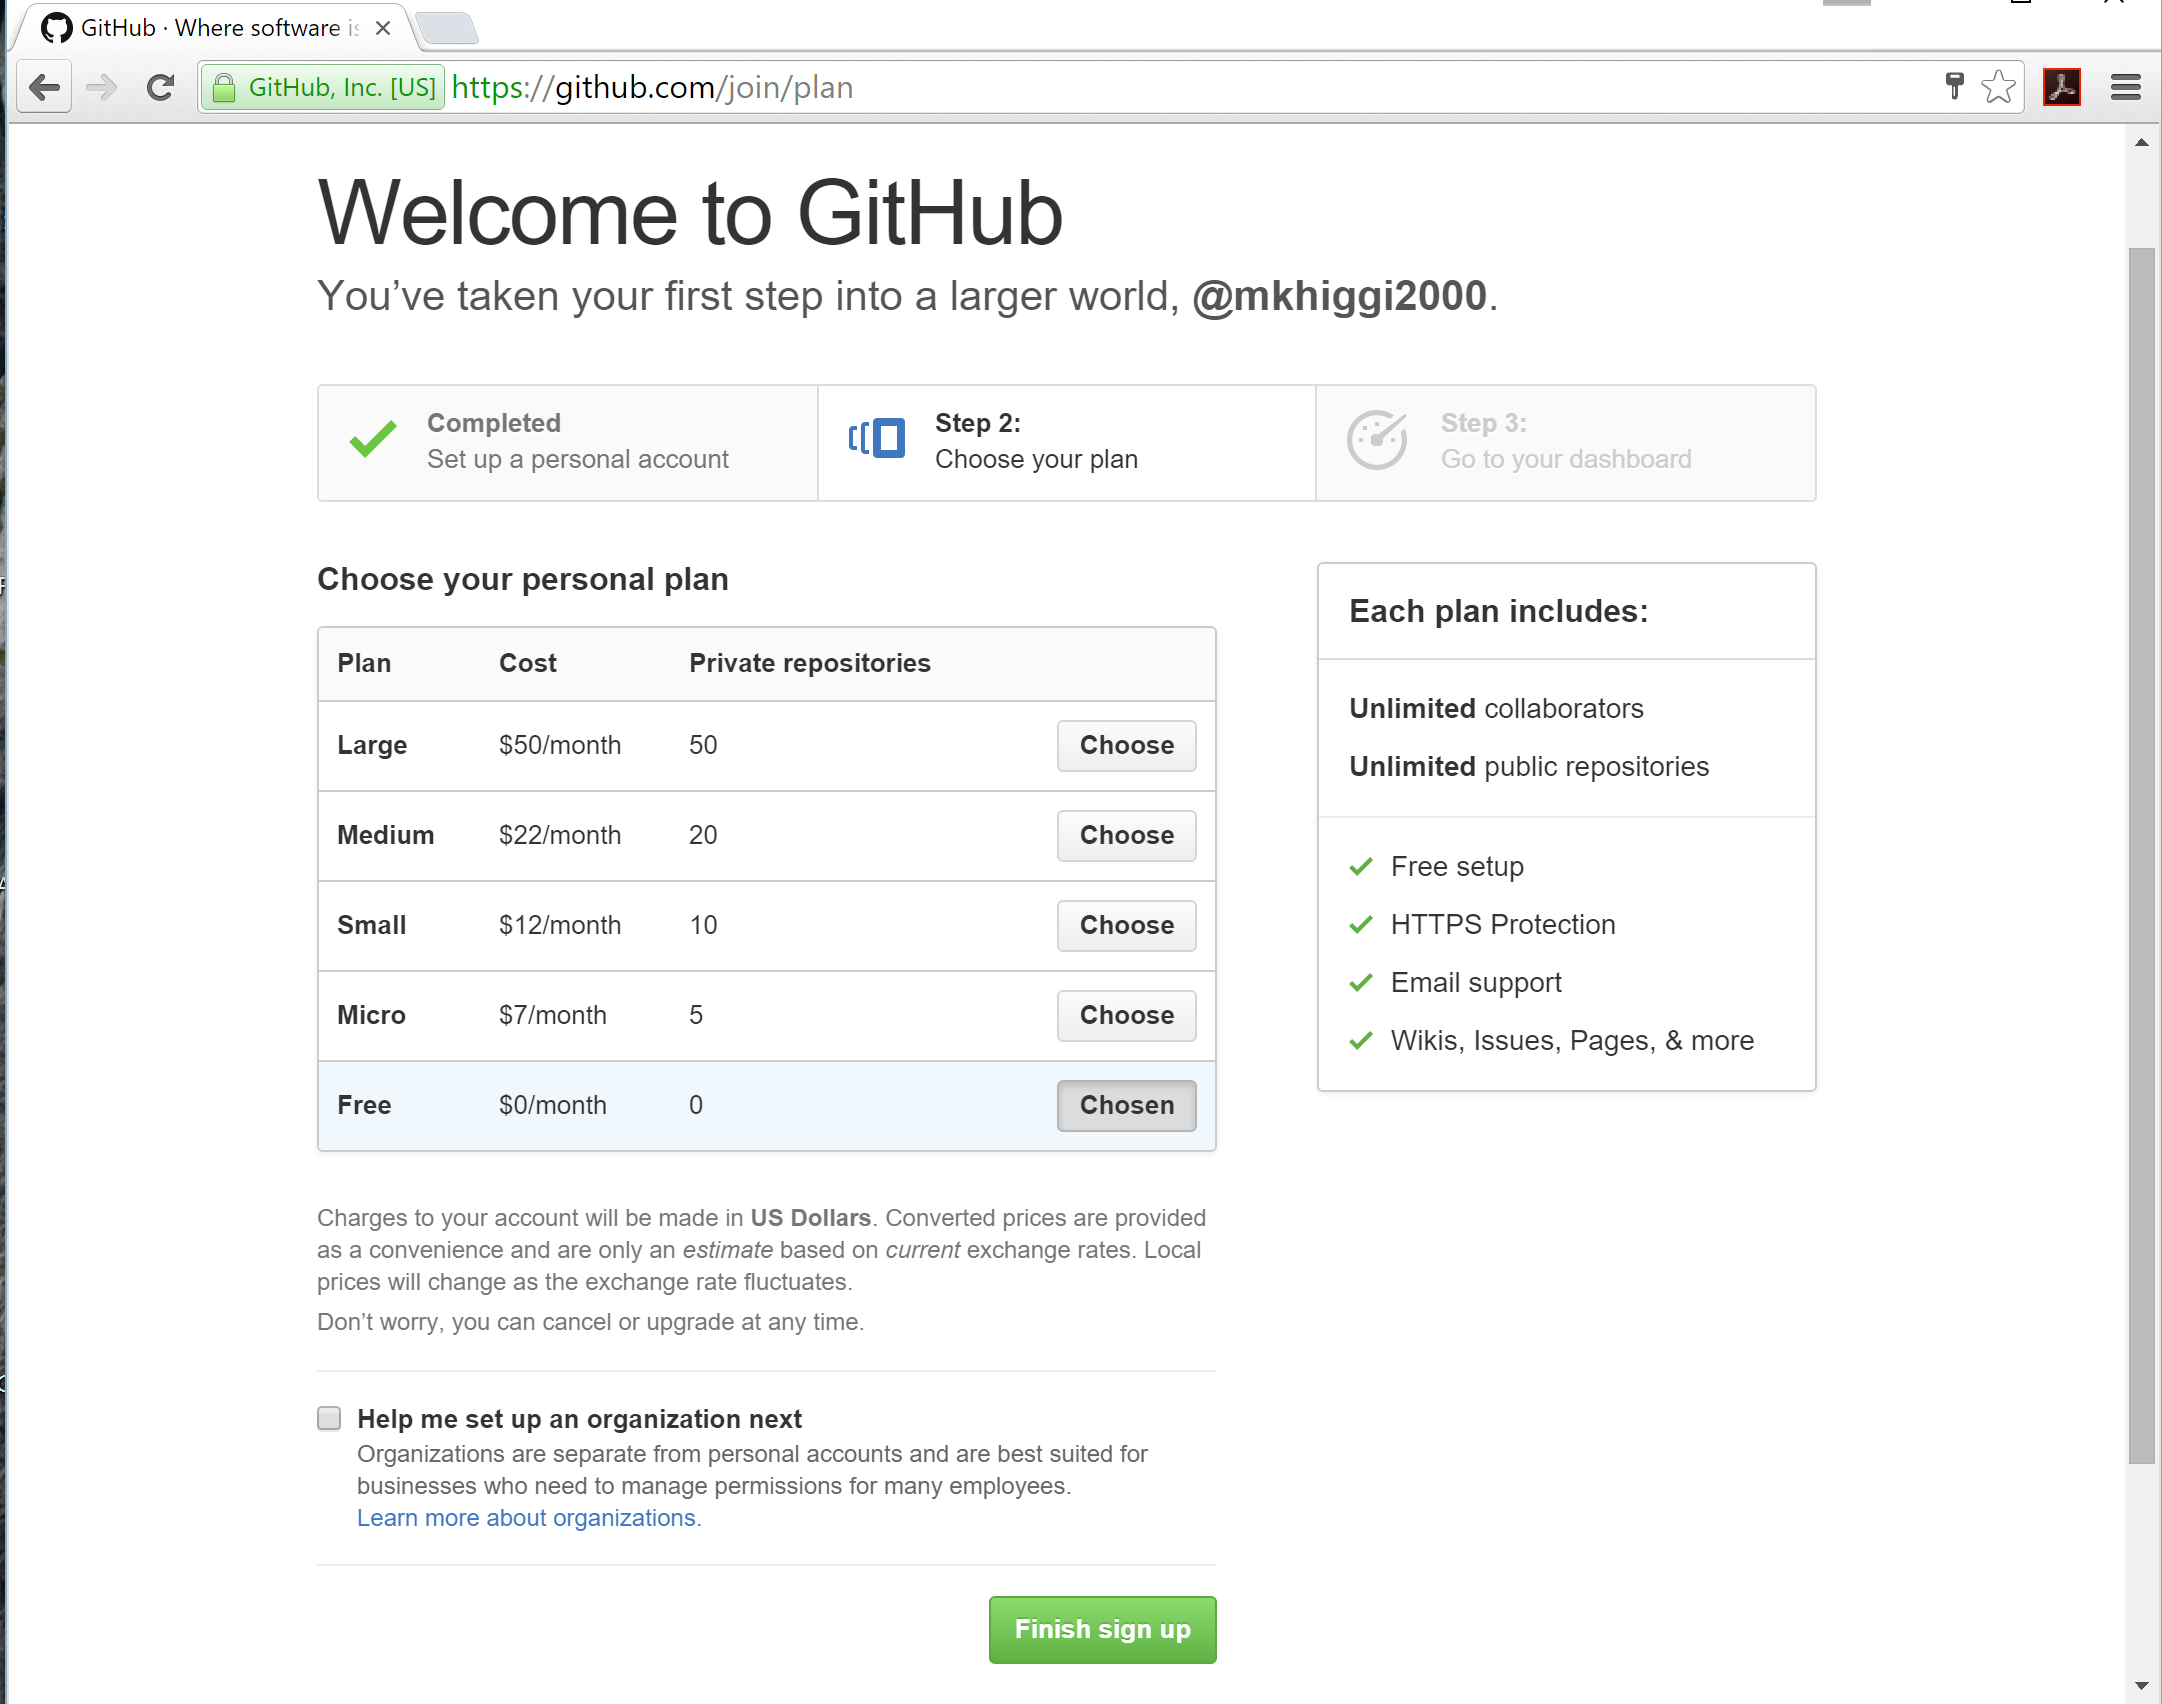 GitHub · Where software is
GitHub, Inc. [US] https://github.com/join/plan
Welcome to GitHub
You’ve taken your first step into a larger world, @mkhiggi2000.
Completed
Set up a personal account
Step 2:
Choose your plan
Step 3:
Go to your dashboard
Choose your personal plan
Plan Cost Private repositories
Large $50/month 50 Choose
Medium $22/month 20 Choose
Small $12/month 10 Choose
Micro $7/month 5 Choose
Free $0/month 0 Chosen
Charges to your account will be made in US Dollars. Converted prices are provided
as a convenience and are only an estimate based on current exchange rates. Local
prices will change as the exchange rate fluctuates.
Don’t worry, you can cancel or upgrade at any time.
Help me set up an organization next
Organizations are separate from personal accounts and are best suited for
businesses who need to manage permissions for many employees.
Learn more about organizations.
Finish sign up
Each plan includes:
Unlimited collaborators
Unlimited public repositories
Free setup
HTTPS Protection
Email support
Wikis, Issues, Pages, & more